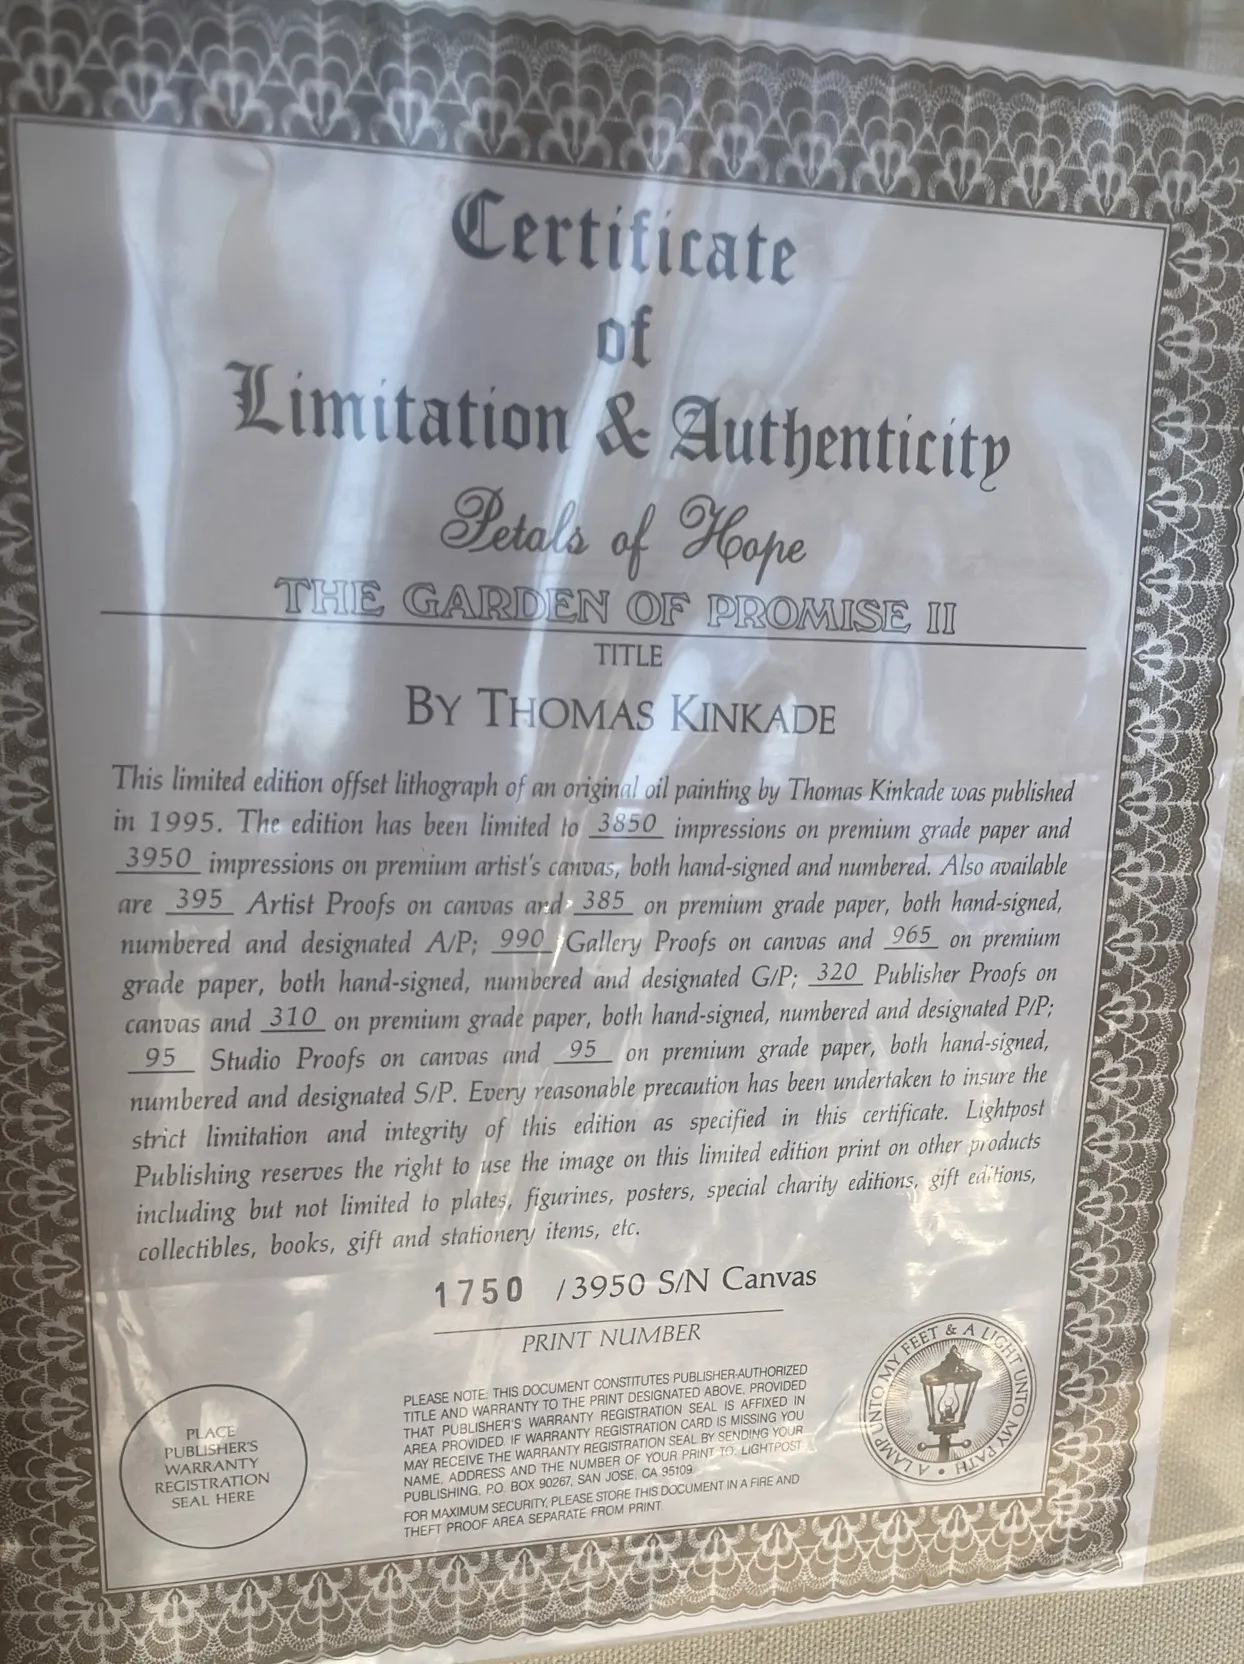 Certificate
of
Limitation & Authenticity
Petals of Hope
THE GARDEN OF PROMISE II
TITLE
BY THOMAS KINKADE
This limited edition offset lithograph of an original oil painting by Thomas Kinkade was published
in 1995. The edition has been limited to 3850 impressions on premium grade paper and
3950 impressions on premium artist's canvas, both hand-signed and numbered. Also available
are 395 Artist Proofs on canvas and 385 on premium grade paper, both hand-signed,
numbered and designated A/P; 990 Gallery Proofs on canvas and 965 on premium
grade paper, both hand-signed, numbered and designated G/P; 320 Publisher Proofs on
canvas and 310 on premium grade paper, both hand-signed, numbered and designated P/P;
95 Studio Proofs on canvas and 95 on premium grade paper, both hand-signed,
numbered and designated S/P. Every reasonable precaution has been undertaken to insure the
strict limitation and integrity of this edition as specified in this certificate. Lightpost
Publishing reserves the right to use the image on this limited edition print on other products
including but not limited to plates, figurines, posters, special charity editions, gift editions,
collectibles, books, gift and stationery items, etc.
1750 /3950 S/N Canvas
PRINT NUMBER
PLACE
PUBLISHER'S
WARRANTY
REGISTRATION
SEAL HERE
PLEASE NOTE: THIS DOCUMENT CONSTITUTES PUBLISHER-AUTHORIZED
TITLE AND WARRANTY TO THE PRINT DESIGNATED ABOVE, PROVIDED
THAT PUBLISHER'S WARRANTY REGISTRATION SEAL IS AFFIXED IN
AREA PROVIDED. IF WARRANTY REGISTRATION CARD IS MISSING YOU
MAY RECEIVE THE WARRANTY REGISTRATION SEAL BY SENDING YOUR
NAME, ADDRESS AND THE NUMBER OF YOUR PRINT TO: LIGHTPOST
PUBLISHING, P.O. BOX 90267, SAN JOSE, CA 95109.
FOR MAXIMUM SECURITY, PLEASE STORE THIS DOCUMENT IN A FIRE AND
THEFT PROOF AREA SEPARATE FROM PRINT.
A LAMP UNTO MY FEET & A LIGHT UNTO MY PATH •